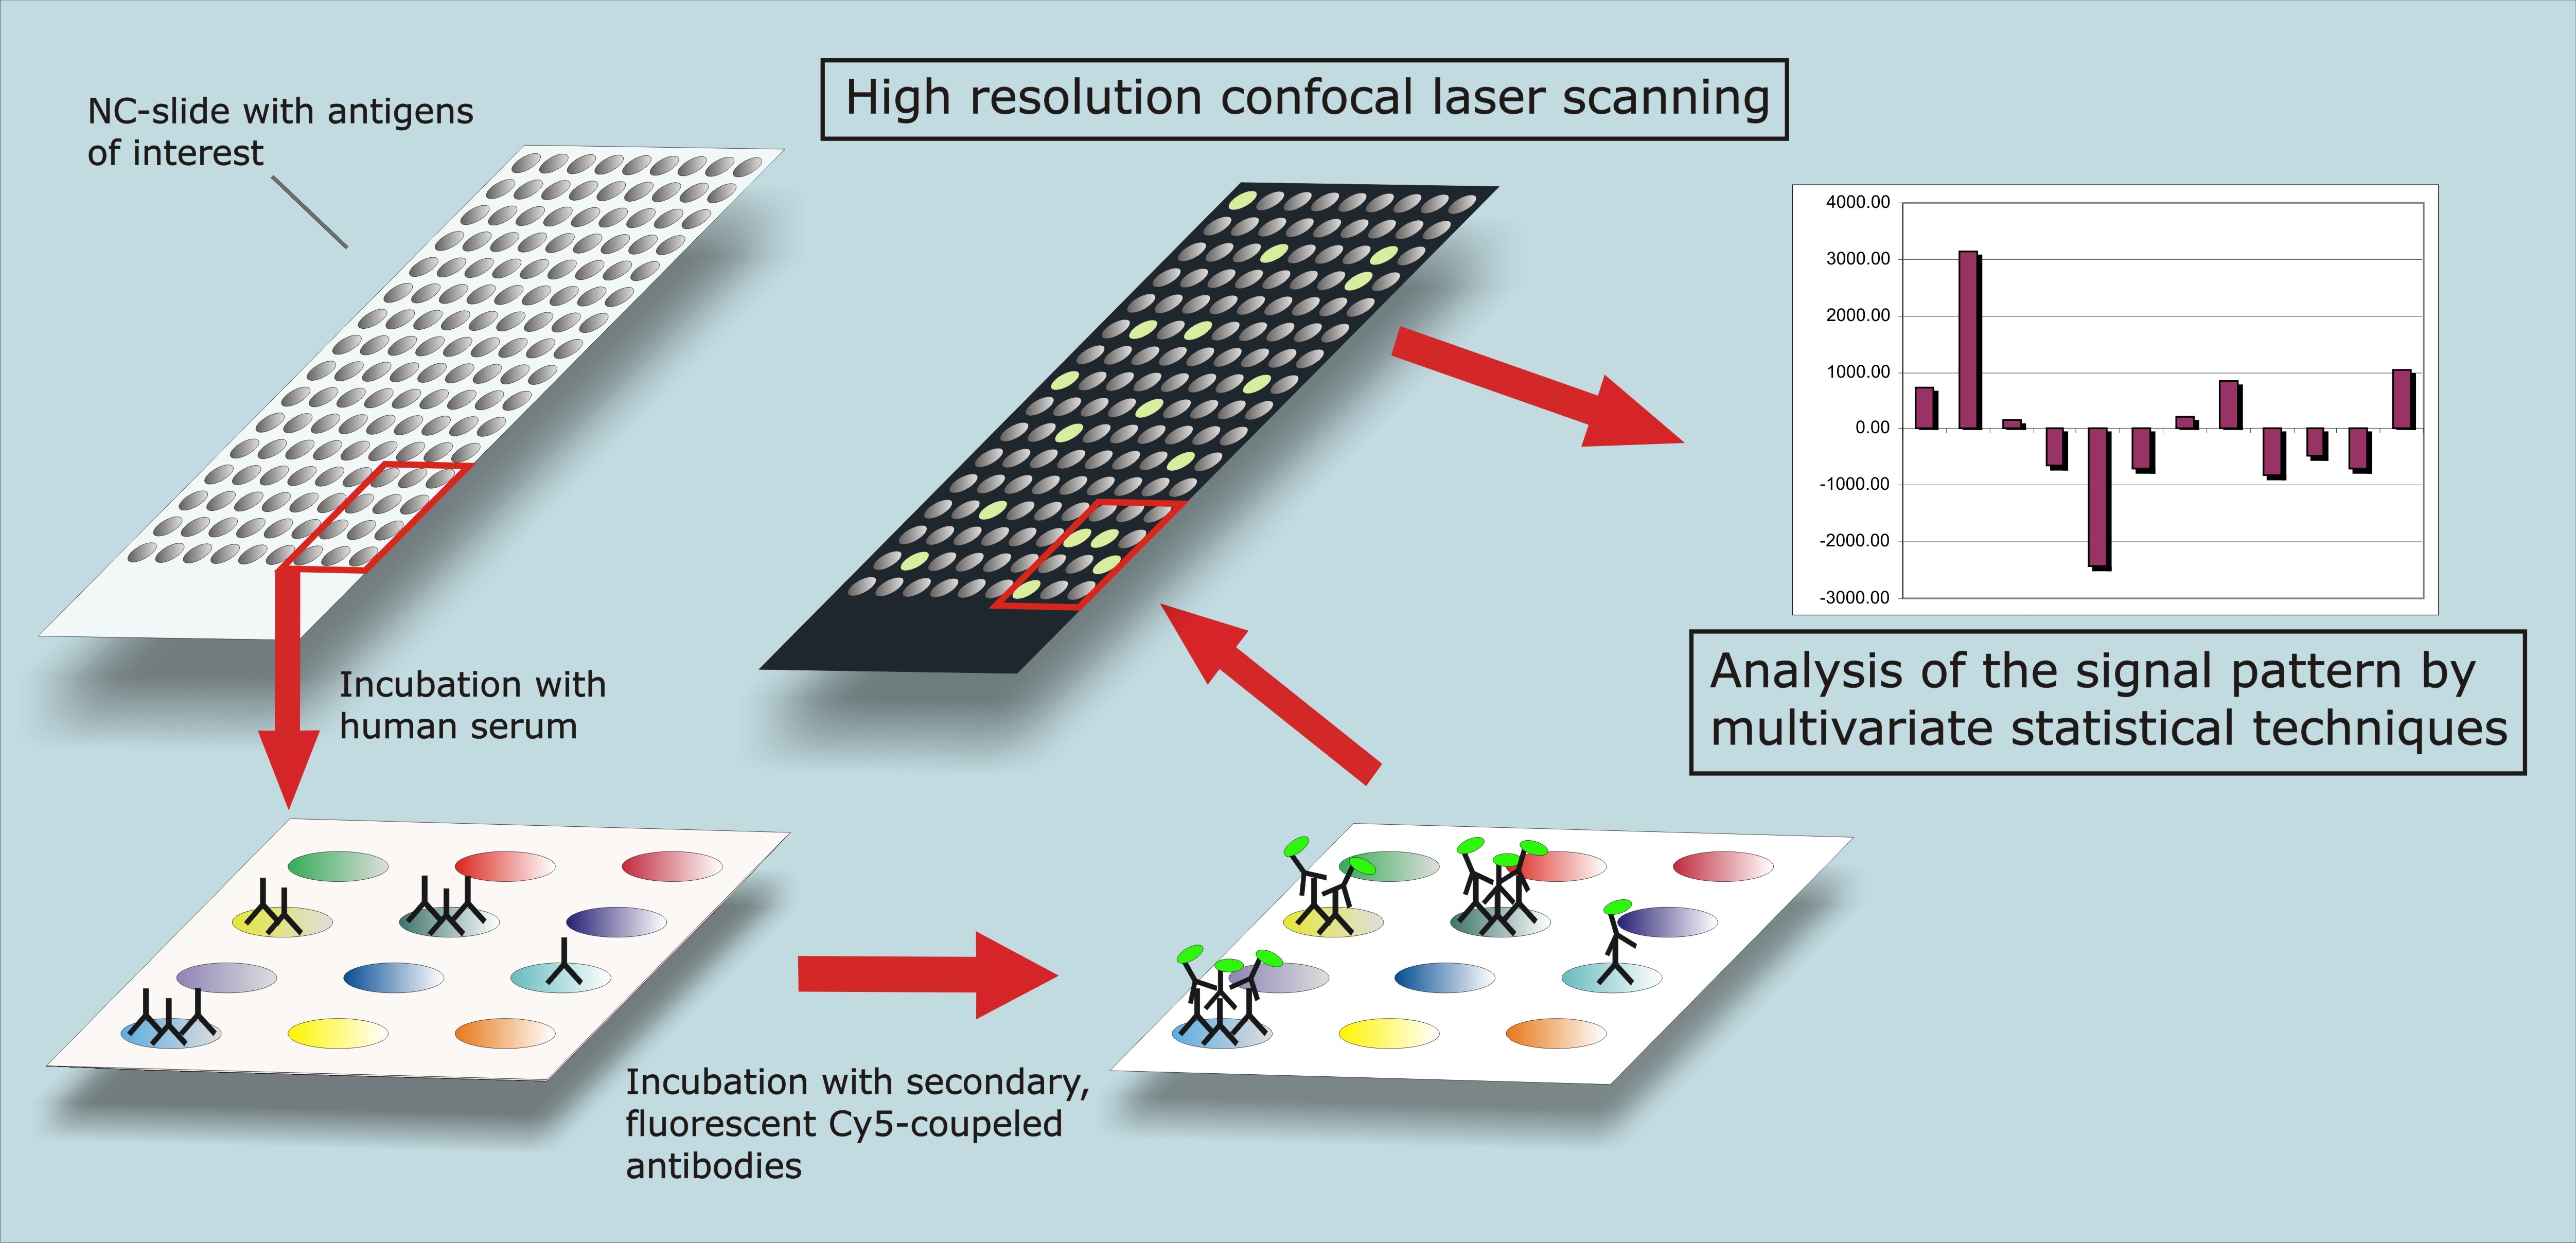 NC-slide with antigens
of interest
High resolution confocal laser scanning
Incubation with
human serum
Incubation with secondary,
fluorescent Cy5-coupeled
antibodies
4000.00
3000.00
2000.00
1000.00
0.00
-1000.00
-2000.00
-3000.00
Analysis of the signal pattern by
multivariate statistical techniques